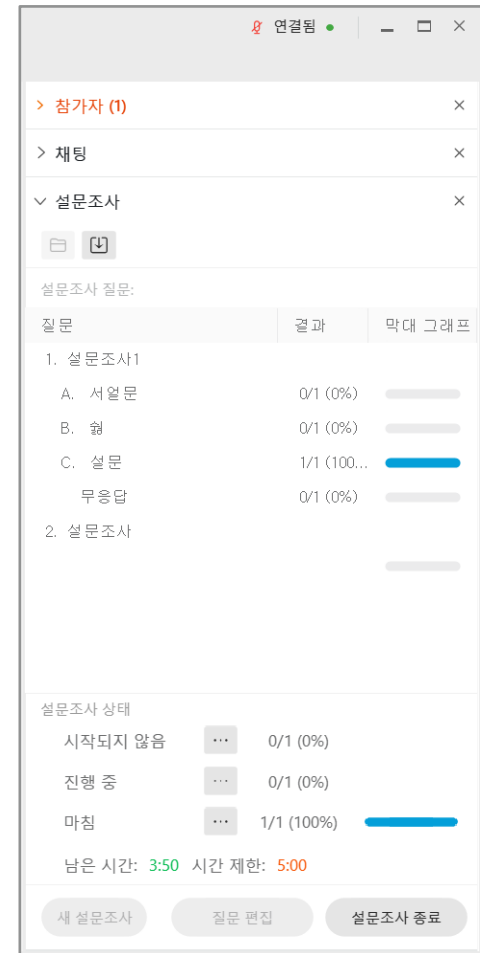 연결됨
참가자 (1)
채팅
설문조사
설문조사 질문:
질문 결과 막대 그래프
1. 설문조사1
A. 서얼문 0/1 (0%)
B. 쉃 0/1 (0%)
C. 설문 1/1 (100...
무응답 0/1 (0%)
2. 설문조사
설문조사 상태
시작되지 않음 ... 0/1 (0%)
진행 중 ... 0/1 (0%)
마침 ... 1/1 (100%)
남은 시간: 3:50 시간 제한: 5:00
새 설문조사 질문 편집 설문조사 종료